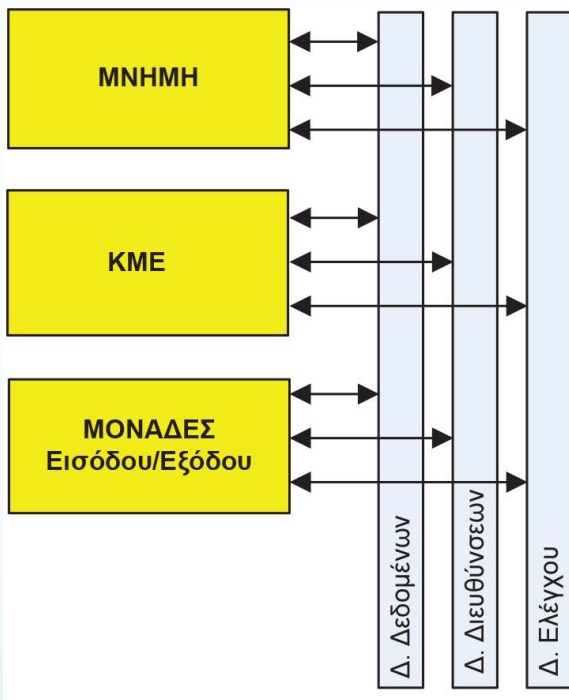 ΜΝΗΜΗ
ΚΜΕ
ΜΟΝΑΔΕΣ
Εισόδου/Εξόδου
Δ. Δεδομένων
Δ. Διευθύνσεων
Δ. Ελέγχου